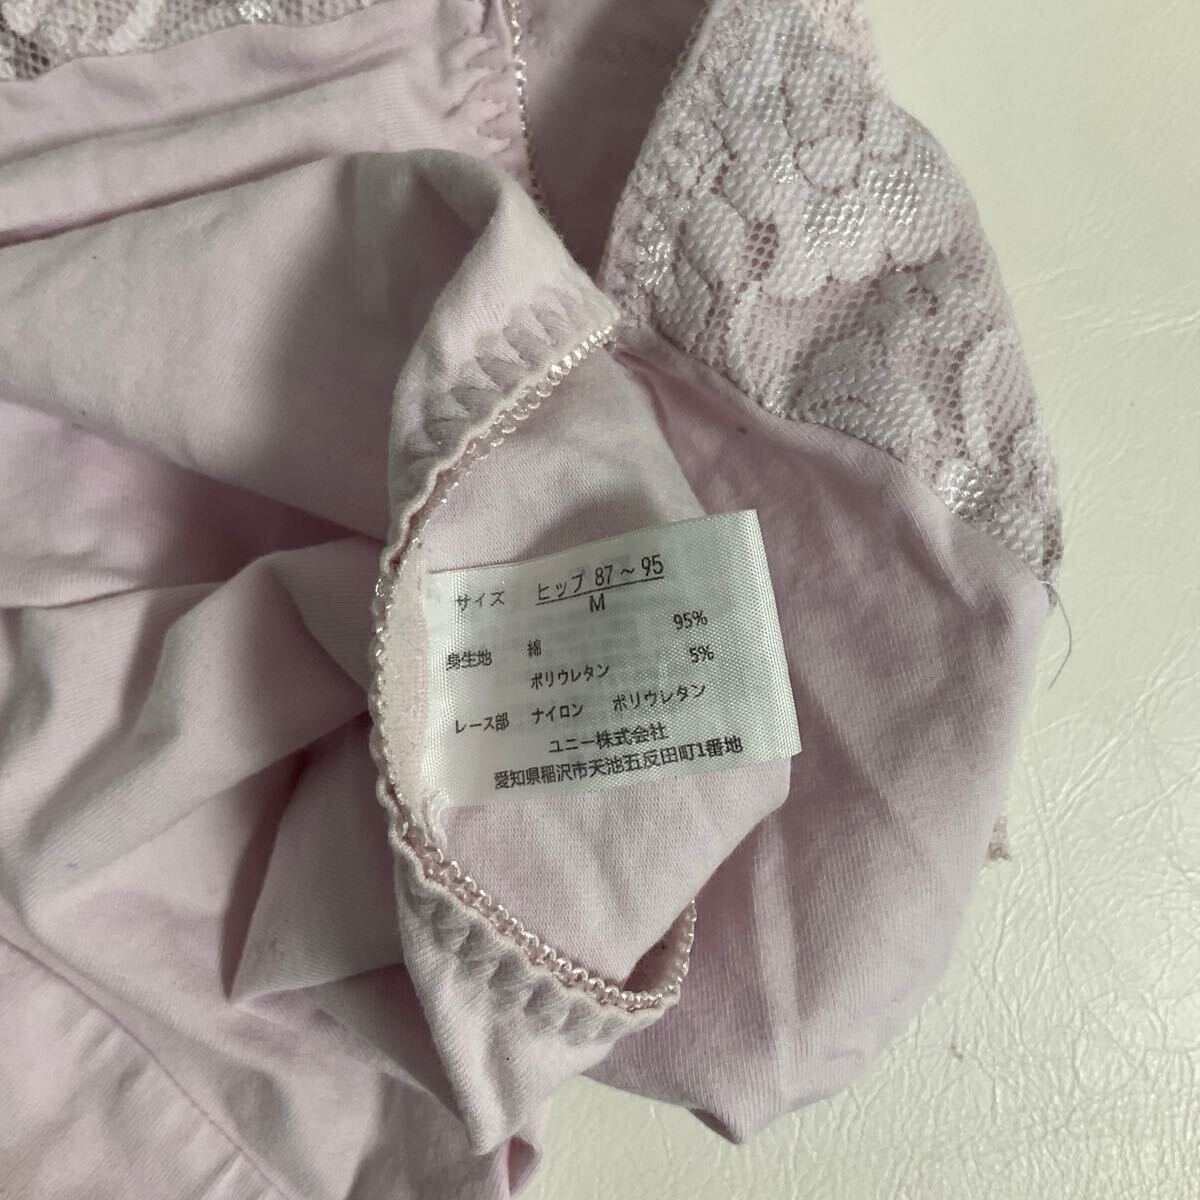 サイズ ヒップ 87～95
M
身生地 綿 95%
ポリウレタン 5%
レース部 ナイロン ポリウレタン
ユニー株式会社
愛知県稲沢市天池五反田町1番地